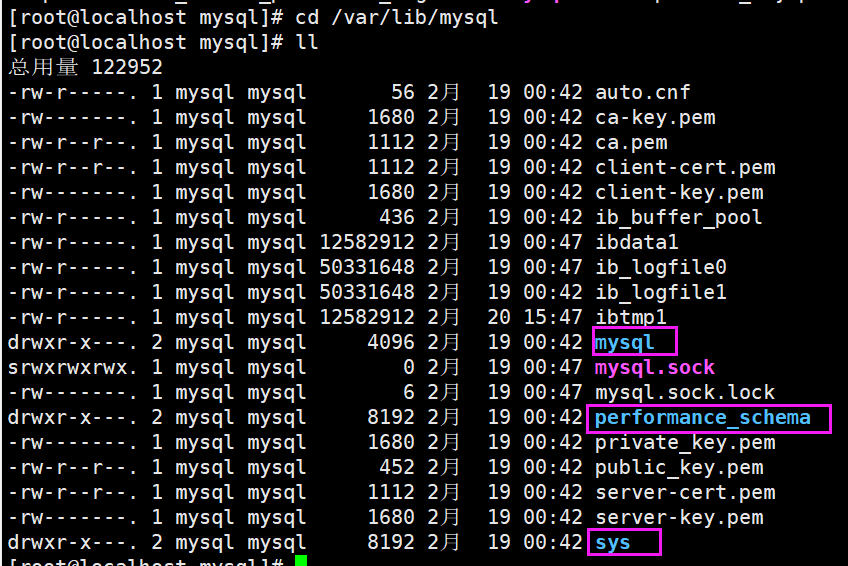 [root@localhost mysql]# cd /var/lib/mysql
[root@localhost mysql]# ll
总用量 122952
-rw-r-----. 1 mysql mysql       56 2月  19 00:42 auto.cnf
-rw-------. 1 mysql mysql     1680 2月  19 00:42 ca-key.pem
-rw-r--r--. 1 mysql mysql     1112 2月  19 00:42 ca.pem
-rw-r--r--. 1 mysql mysql     1112 2月  19 00:42 client-cert.pem
-rw-------. 1 mysql mysql     1680 2月  19 00:42 client-key.pem
-rw-r-----. 1 mysql mysql      436 2月  19 00:42 ib_buffer_pool
-rw-r-----. 1 mysql mysql 12582912 2月  19 00:47 ibdata1
-rw-r-----. 1 mysql mysql 50331648 2月  19 00:47 ib_logfile0
-rw-r-----. 1 mysql mysql 50331648 2月  19 00:42 ib_logfile1
-rw-r-----. 1 mysql mysql 12582912 2月  20 15:47 ibtmp1
drwxr-x---. 2 mysql mysql     4096 2月  19 00:42 mysql
srwxrwxrwx. 1 mysql mysql        0 2月  19 00:47 mysql.sock
-rw-------. 1 mysql mysql        6 2月  19 00:47 mysql.sock.lock
drwxr-x---. 2 mysql mysql     8192 2月  19 00:42 performance_schema
-rw-------. 1 mysql mysql     1680 2月  19 00:42 private_key.pem
-rw-r--r--. 1 mysql mysql      452 2月  19 00:42 public_key.pem
-rw-r--r--. 1 mysql mysql     1112 2月  19 00:42 server-cert.pem
-rw-------. 1 mysql mysql     1680 2月  19 00:42 server-key.pem
drwxr-x---. 2 mysql mysql     8192 2月  19 00:42 sys
[root@localhost mysql]#